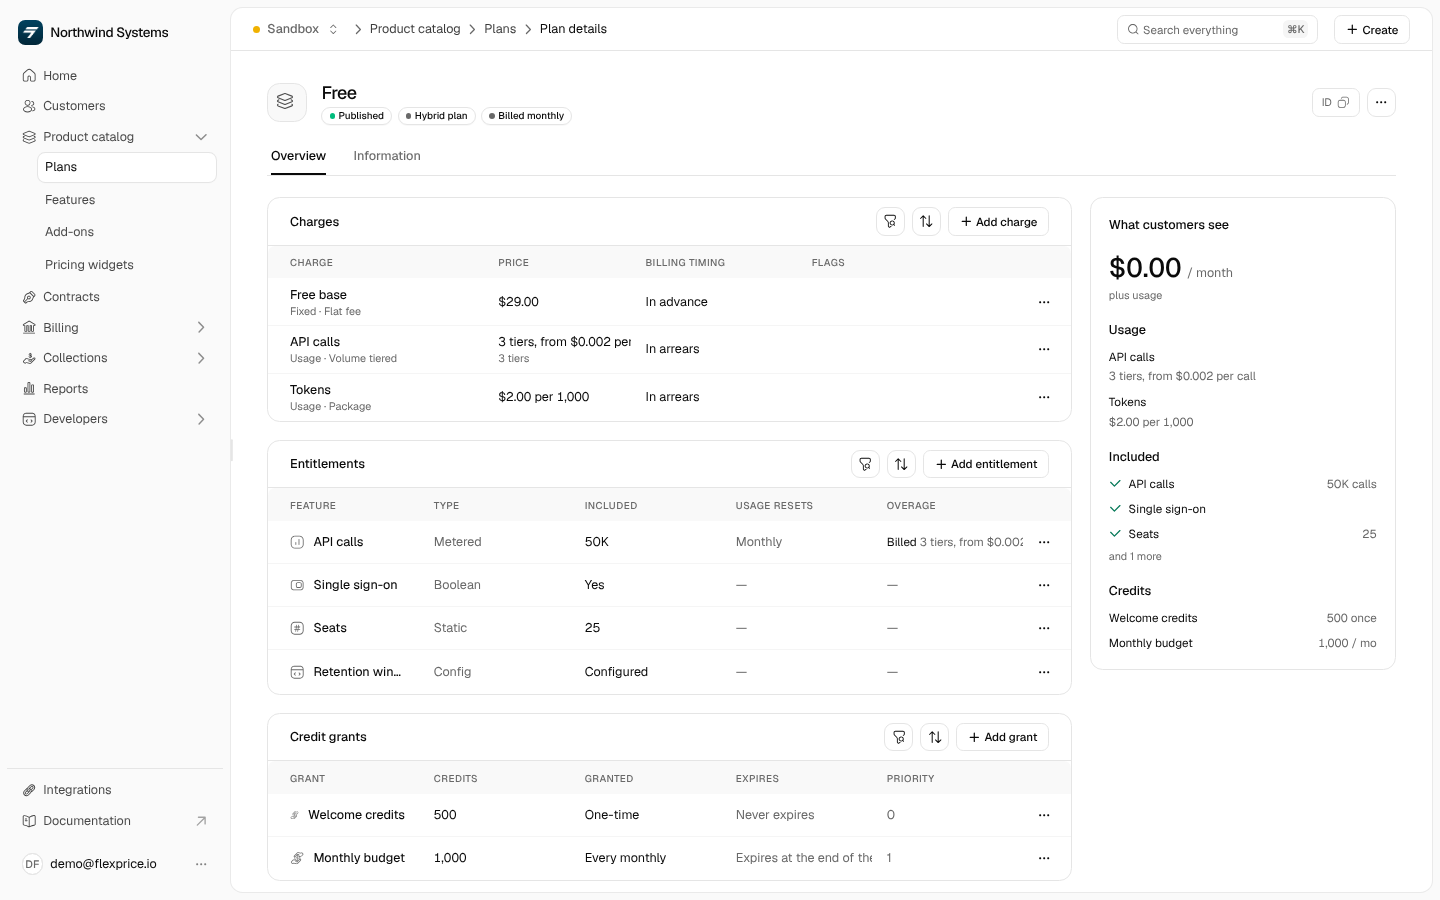 Northwind Systems
Home
Customers
Product catalog
Plans
Features
Add-ons
Pricing widgets
Contracts
Billing
Collections
Reports
Developers
Integrations
Documentation
DF demo@flexprice.io
Sandbox Product catalog Plans Plan details
Search everything ⌘K
Create
Free
Published Hybrid plan Billed monthly
ID
Overview Information
Charges
Add charge
CHARGE PRICE BILLING TIMING FLAGS
Free base
Fixed · Flat fee
$29.00
In advance
API calls
Usage · Volume tiered
3 tiers, from $0.002 per
3 tiers
In arrears
Tokens
Usage · Package
$2.00 per 1,000
In arrears
Entitlements
Add entitlement
FEATURE TYPE INCLUDED USAGE RESETS OVERAGE
API calls Metered 50K Monthly Billed 3 tiers, from $0.002
Single sign-on Boolean Yes — —
Seats Static 25 — —
Retention win... Config Configured — —
Credit grants
Add grant
GRANT CREDITS GRANTED EXPIRES PRIORITY
Welcome credits 500 One-time Never expires 0
Monthly budget 1,000 Every monthly Expires at the end of the 1
What customers see
$0.00 / month
plus usage
Usage
API calls
3 tiers, from $0.002 per call
Tokens
$2.00 per 1,000
Included
API calls 50K calls
Single sign-on
Seats 25
and 1 more
Credits
Welcome credits 500 once
Monthly budget 1,000 / mo